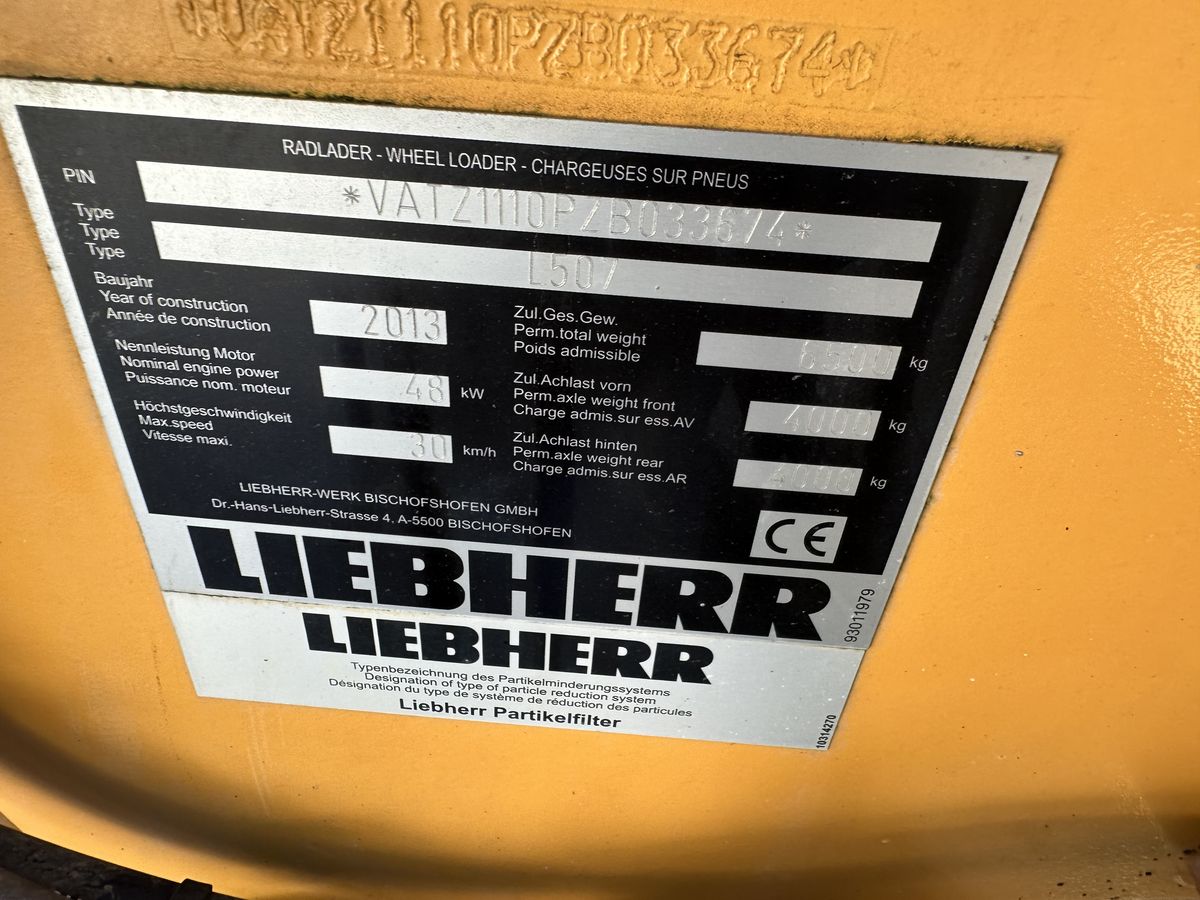 *VATZ1110PZB033674*
RADLADER - WHEEL LOADER - CHARGEUSES SUR PNEUS
PIN *VATZ1110PZB033674*
Type
Type L507
Type
Baujahr
Year of construction 2013
Année de construction
Nennleistung Motor
Nominal engine power 48 kW
Puissance nom. moteur
Höchstgeschwindigkeit
Max.speed 30 km/h
Vitesse maxi.
Zul.Ges.Gew.
Perm.total weight 6500 kg
Poids admissible
Zul.Achlast vorn
Perm.axle weight front 4000 kg
Charge admis.sur ess.AV
Zul.Achlast hinten
Perm.axle weight rear 4000 kg
Charge admis.sur ess.AR
LIEBHERR-WERK BISCHOFSHOFEN GMBH
Dr.-Hans-Liebherr-Strasse 4, A-5500 BISCHOFSHOFEN
CE
LIEBHERR
93011979
LIEBHERR
Typenbezeichnung des Partikelminderungssystems
Designation of type of particle reduction system
Désignation du type de système de réduction des particules
Liebherr Partikelfilter
10314270